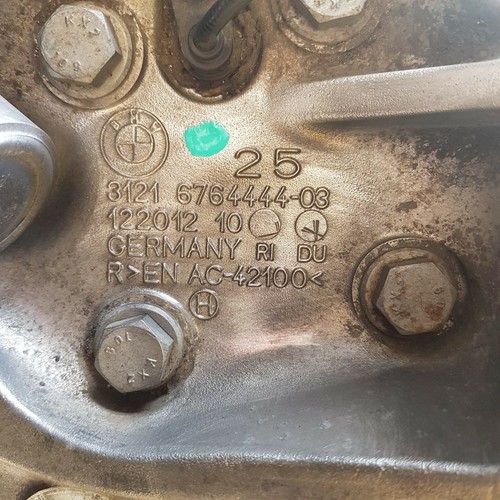 BMW
25
3121 6764444-03
122012 10
GERMANY RI DU
R>EN AC-42100<
H